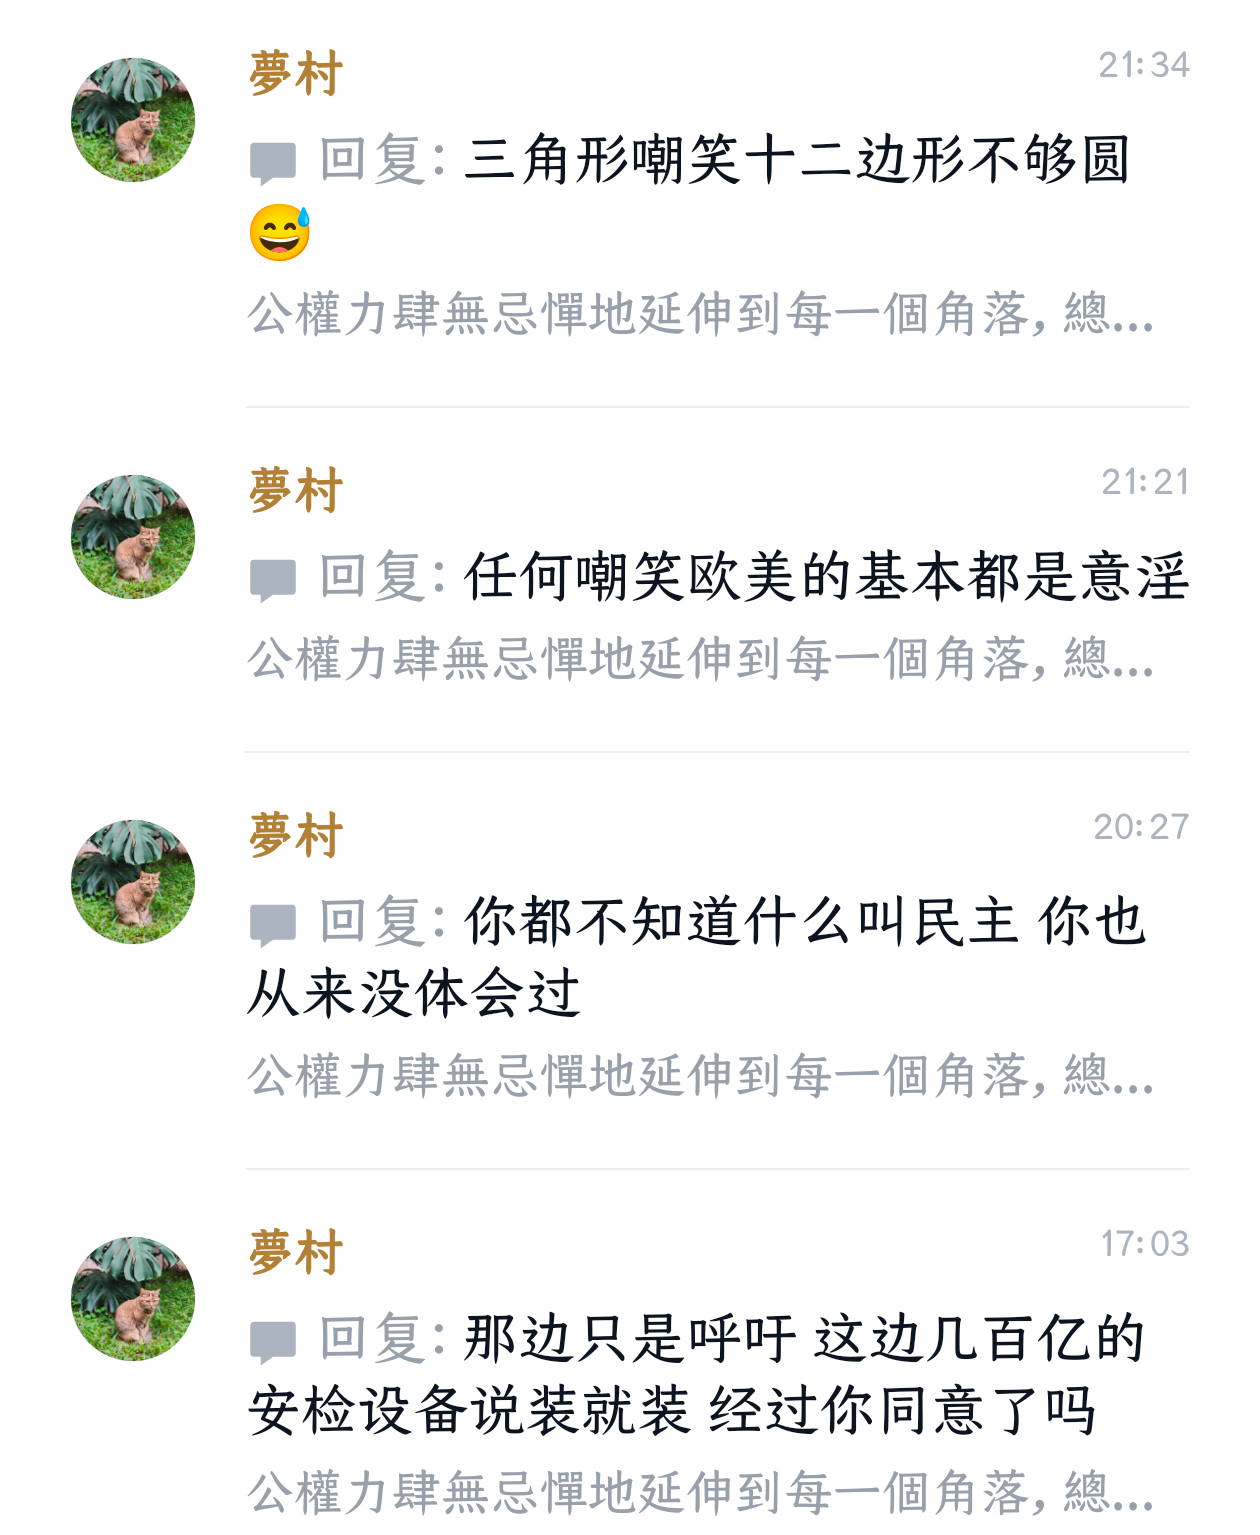 夢村 21:34
回复: 三角形嘲笑十二边形不够圆
😅
公權力肆無忌憚地延伸到每一個角落, 總...
夢村 21:21
回复: 任何嘲笑欧美的基本都是意淫
公權力肆無忌憚地延伸到每一個角落, 總...
夢村 20:27
回复: 你都不知道什么叫民主 你也
从来没体会过
公權力肆無忌憚地延伸到每一個角落, 總...
夢村 17:03
回复: 那边只是呼吁 这边几百亿的
安检设备说装就装 经过你同意了吗
公權力肆無忌憚地延伸到每一個角落, 總...